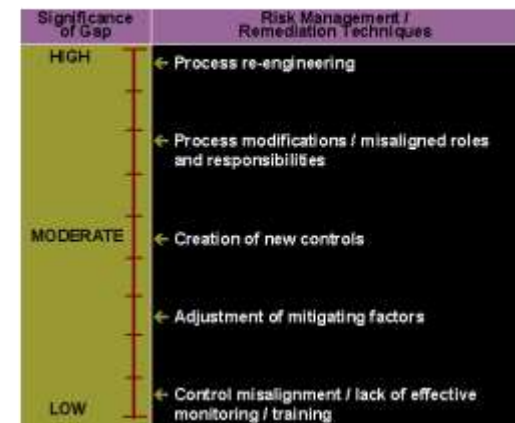 Significance of Gap
Risk Management / Remediation Techniques
HIGH
← Process re-engineering
← Process modifications / misaligned roles
and responsibilities
MODERATE
← Creation of new controls
← Adjustment of mitigating factors
← Control misalignment / lack of effective
monitoring / training
LOW